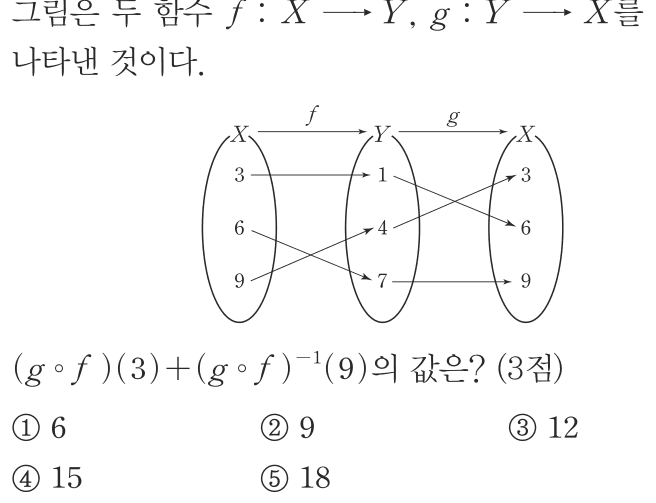 그림은 두 함수 f : X ⟶ Y, g : Y ⟶ X를
나타낸 것이다.
f g
X Y X
3 1 3
6 4 6
9 7 9
(g∘f)(3)+(g∘f)⁻¹(9)의 값은? (3점)
① 6 ② 9 ③ 12
④ 15 ⑤ 18